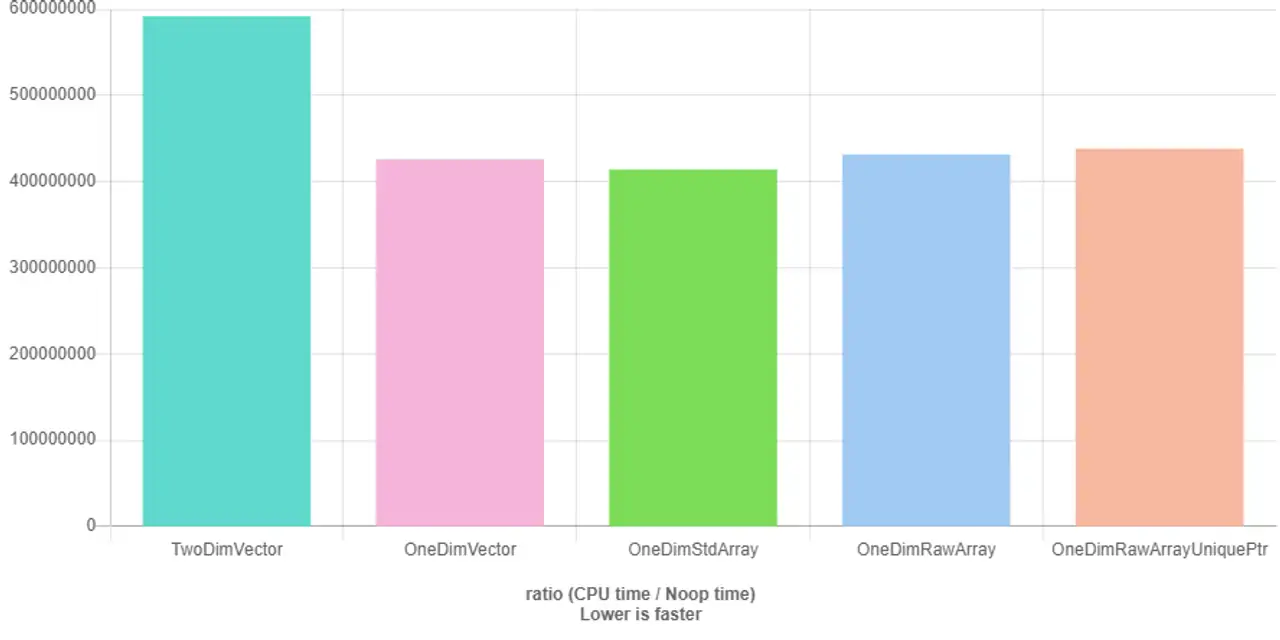 600000000
500000000
400000000
300000000
200000000
100000000
0
TwoDimVector OneDimVector OneDimStdArray OneDimRawArray OneDimRawArrayUniquePtr
ratio (CPU time / Noop time)
Lower is faster